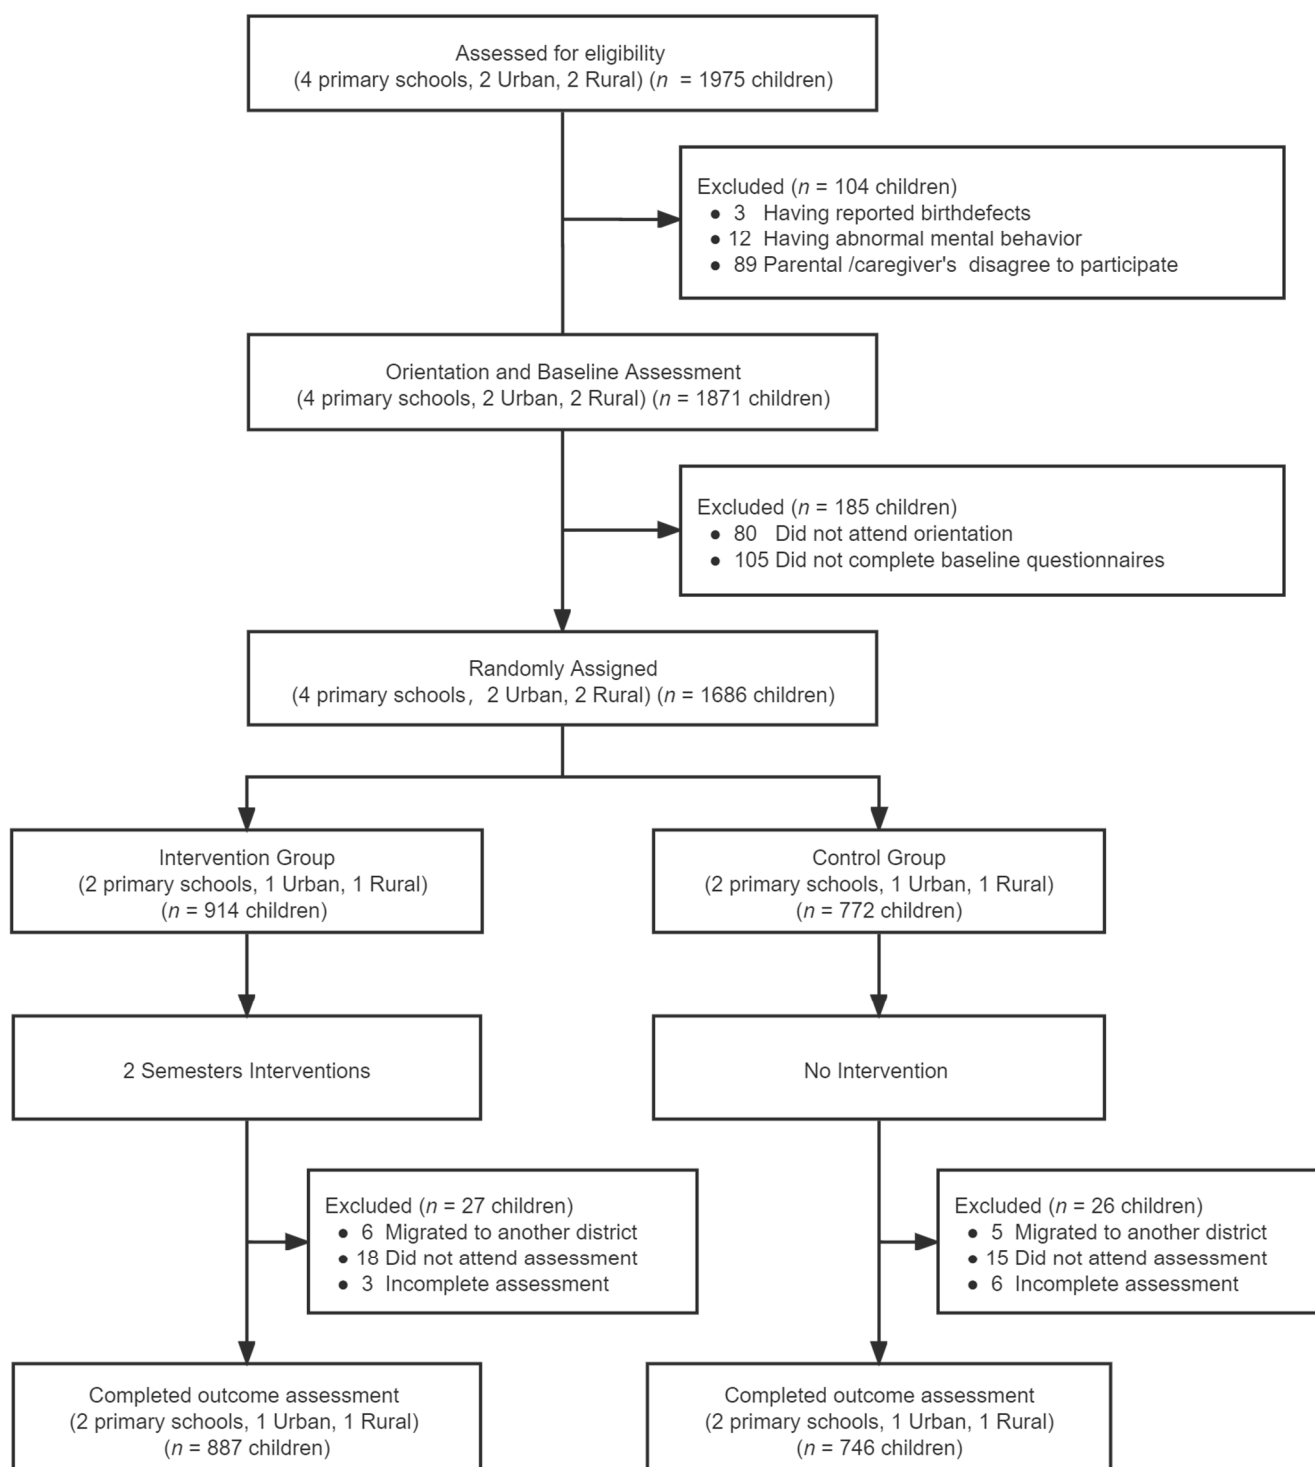 Assessed for eligibility
(4 primary schools, 2 Urban, 2 Rural) (n = 1975 children)
Excluded (n = 104 children)
● 3 Having reported birthdefects
● 12 Having abnormal mental behavior
● 89 Parental /caregiver's disagree to participate
Orientation and Baseline Assessment
(4 primary schools, 2 Urban, 2 Rural) (n = 1871 children)
Excluded (n = 185 children)
● 80 Did not attend orientation
● 105 Did not complete baseline questionnaires
Randomly Assigned
(4 primary schools，2 Urban, 2 Rural) (n = 1686 children)
Intervention Group
(2 primary schools, 1 Urban, 1 Rural)
(n = 914 children)
Control Group
(2 primary schools, 1 Urban, 1 Rural)
(n = 772 children)
2 Semesters Interventions
No Intervention
Excluded (n = 27 children)
● 6 Migrated to another district
● 18 Did not attend assessment
● 3 Incomplete assessment
Excluded (n = 26 children)
● 5 Migrated to another district
● 15 Did not attend assessment
● 6 Incomplete assessment
Completed outcome assessment
(2 primary schools, 1 Urban, 1 Rural)
(n = 887 children)
Completed outcome assessment
(2 primary schools, 1 Urban, 1 Rural)
(n = 746 children)